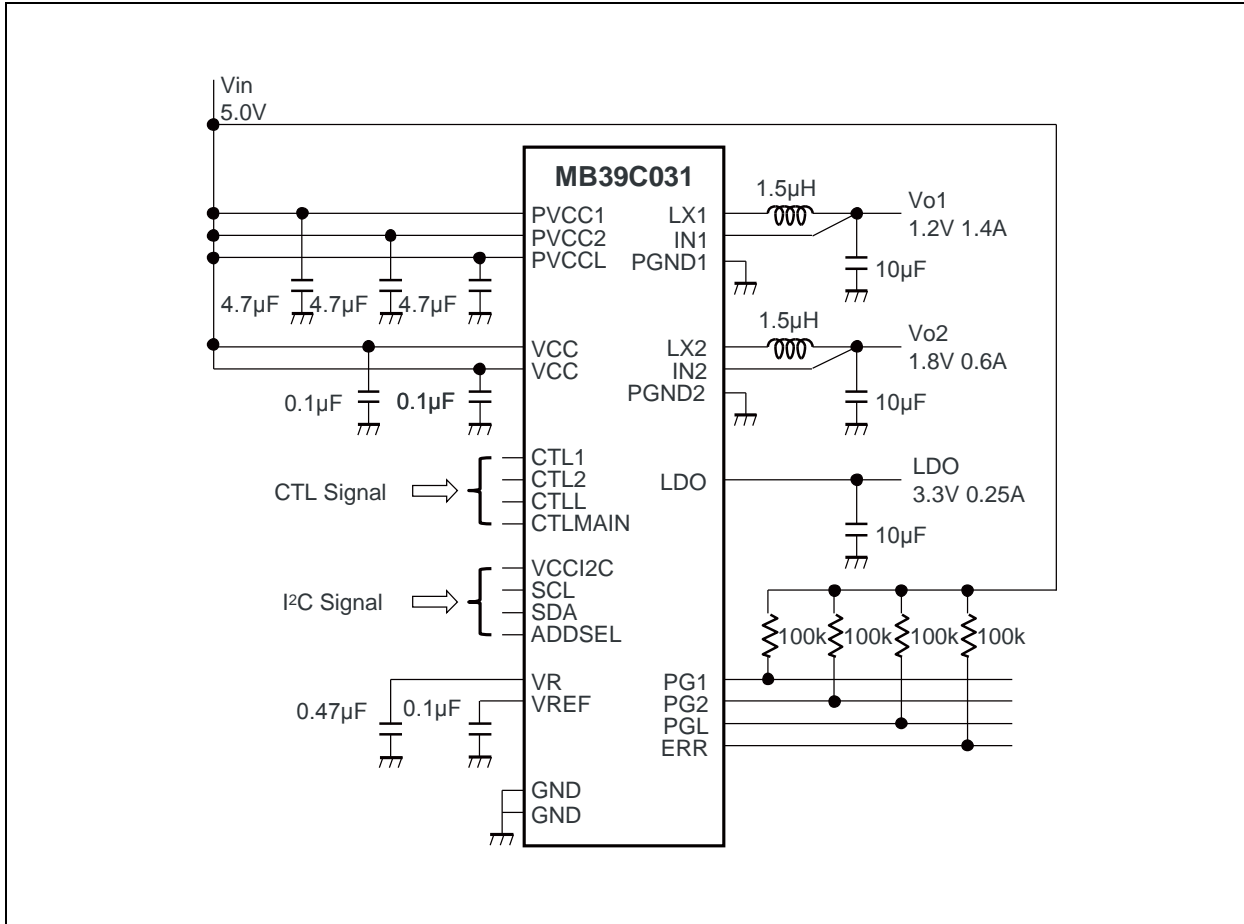 Vin
5.0V
MB39C031
PVCC1
PVCC2
PVCCL
4.7µF
4.7µF
4.7µF
VCC
VCC
0.1µF
0.1µF
CTL Signal
CTL1
CTL2
CTLL
CTLMAIN
I²C Signal
VCCI2C
SCL
SDA
ADDSEL
VR
VREF
0.47µF
0.1µF
GND
GND
LX1
IN1
PGND1
1.5µH
Vo1
1.2V 1.4A
10µF
LX2
IN2
PGND2
1.5µH
Vo2
1.8V 0.6A
10µF
LDO
LDO
3.3V 0.25A
10µF
100k
100k
100k
100k
PG1
PG2
PGL
ERR